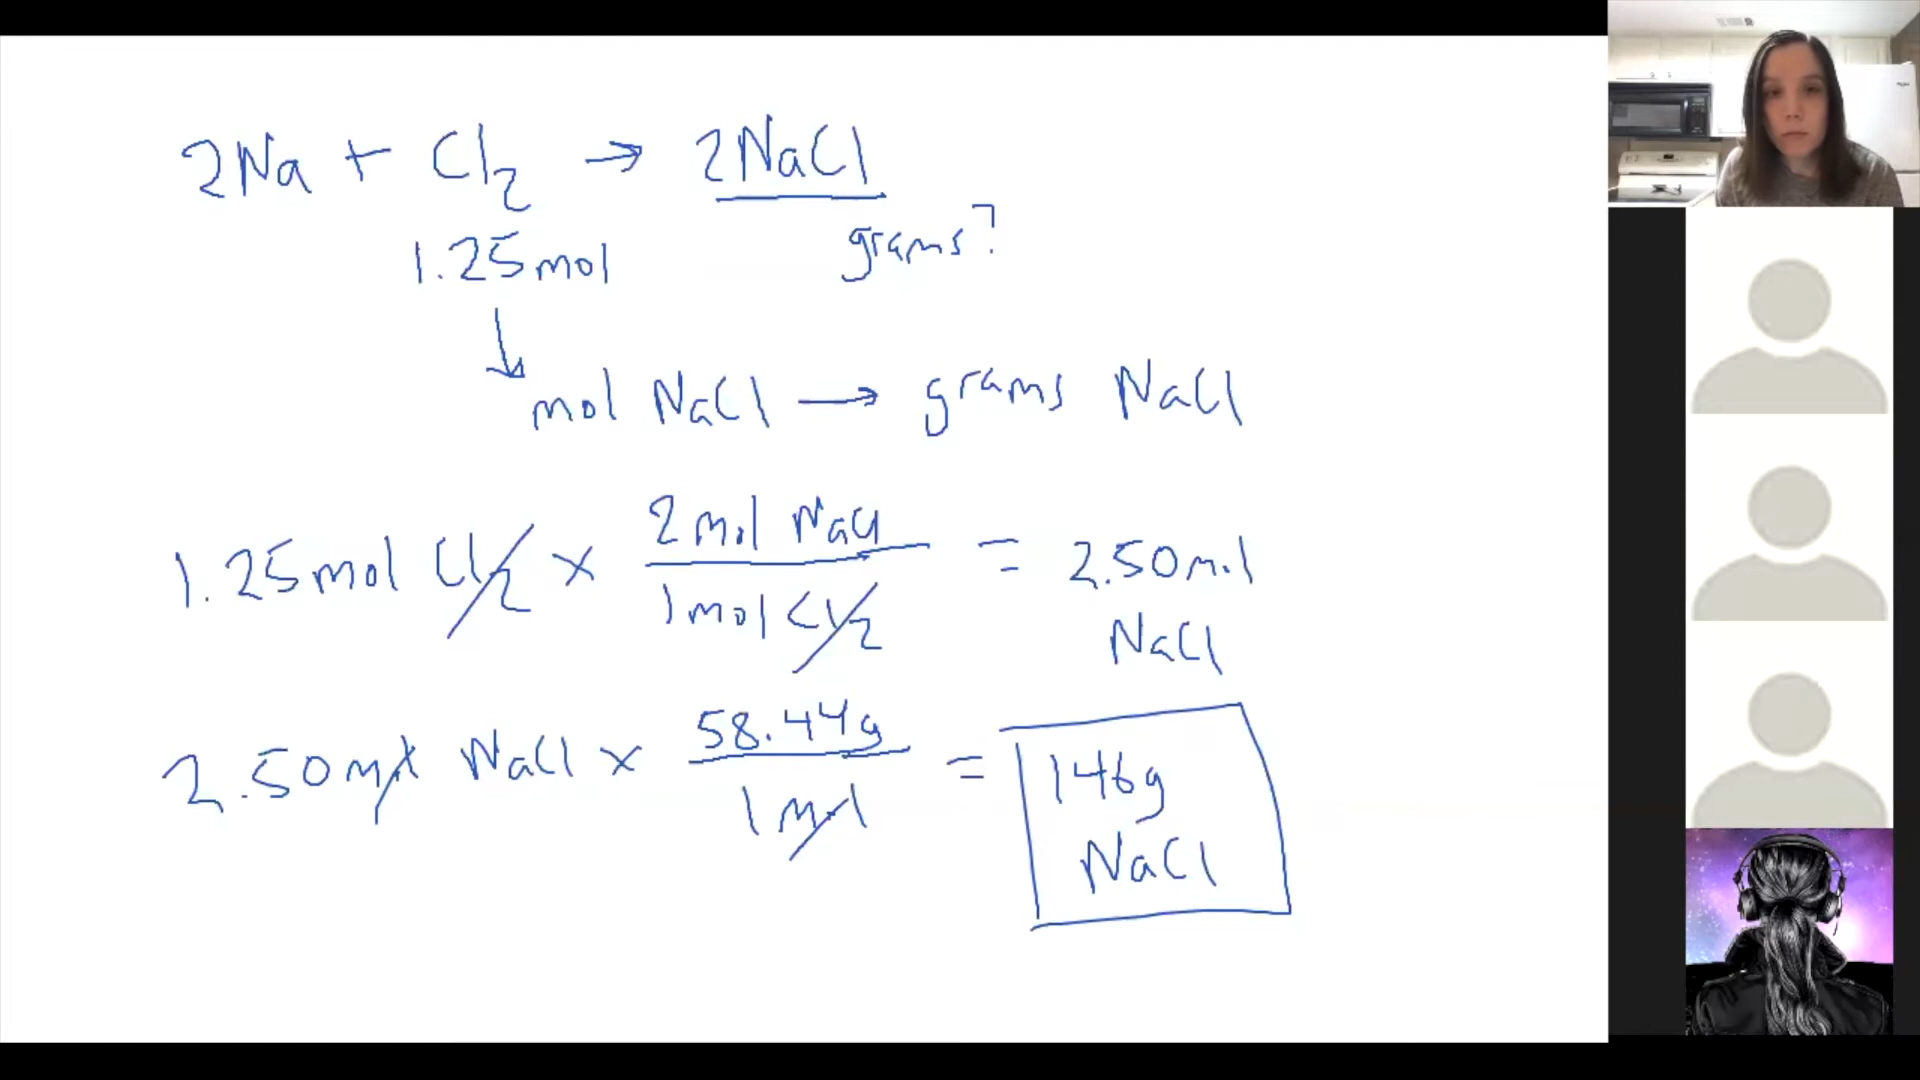 2Na + Cl₂ → 2NaCl
1.25mol grams?
↓
mol NaCl → grams NaCl
1.25mol Cl₂ × 2mol NaCl / 1mol Cl₂ = 2.50mol
NaCl
2.50mol NaCl × 58.44g / 1mol = 146g
NaCl